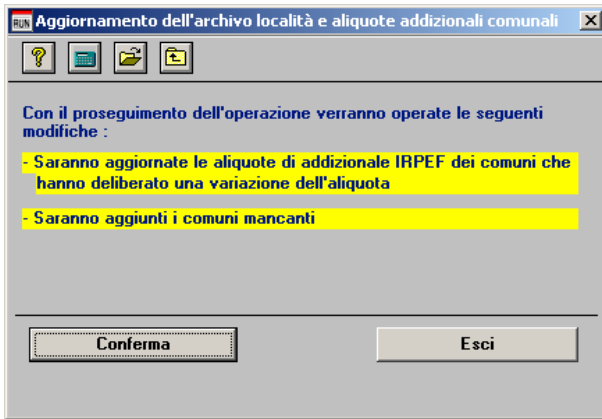 RUN Aggiornamento dell'archivo località e aliquote addizionali comunali
Con il proseguimento dell'operazione verranno operate le seguenti
modifiche :
- Saranno aggiornate le aliquote di addizionale IRPEF dei comuni che
hanno deliberato una variazione dell'aliquota
- Saranno aggiunti i comuni mancanti
Conferma Esci